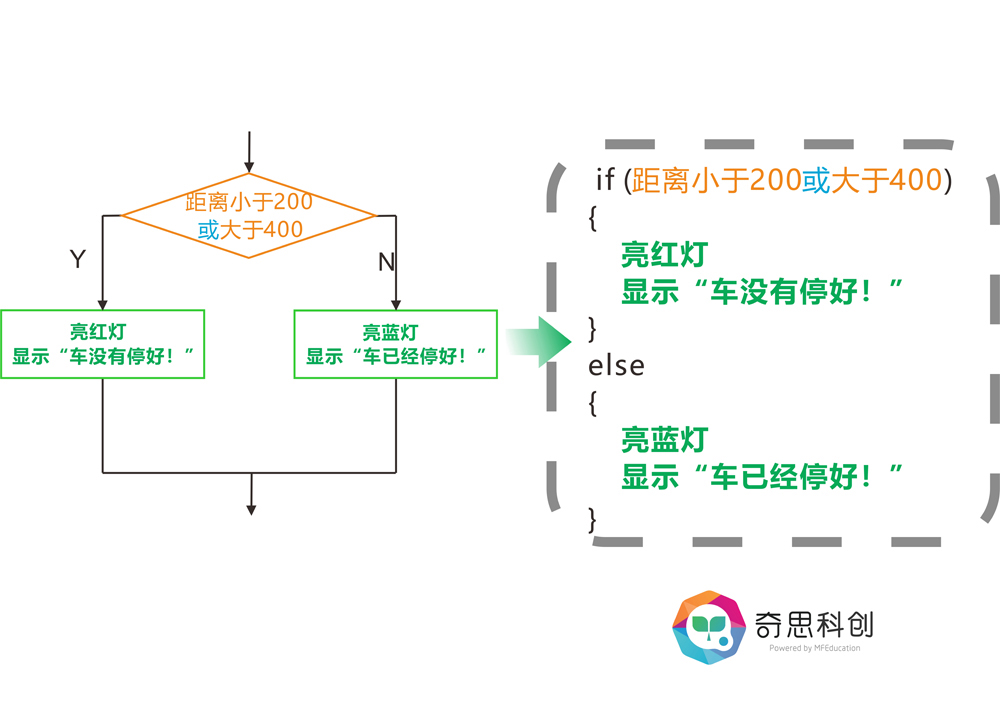 距离小于200
或大于400
Y
N
亮红灯
显示“车没有停好！”
亮蓝灯
显示“车已经停好！”
if (距离小于200或大于400)
{
亮红灯
显示“车没有停好！”
}
else
{
亮蓝灯
显示“车已经停好！”
}
奇思科创
Powered by MFEducation